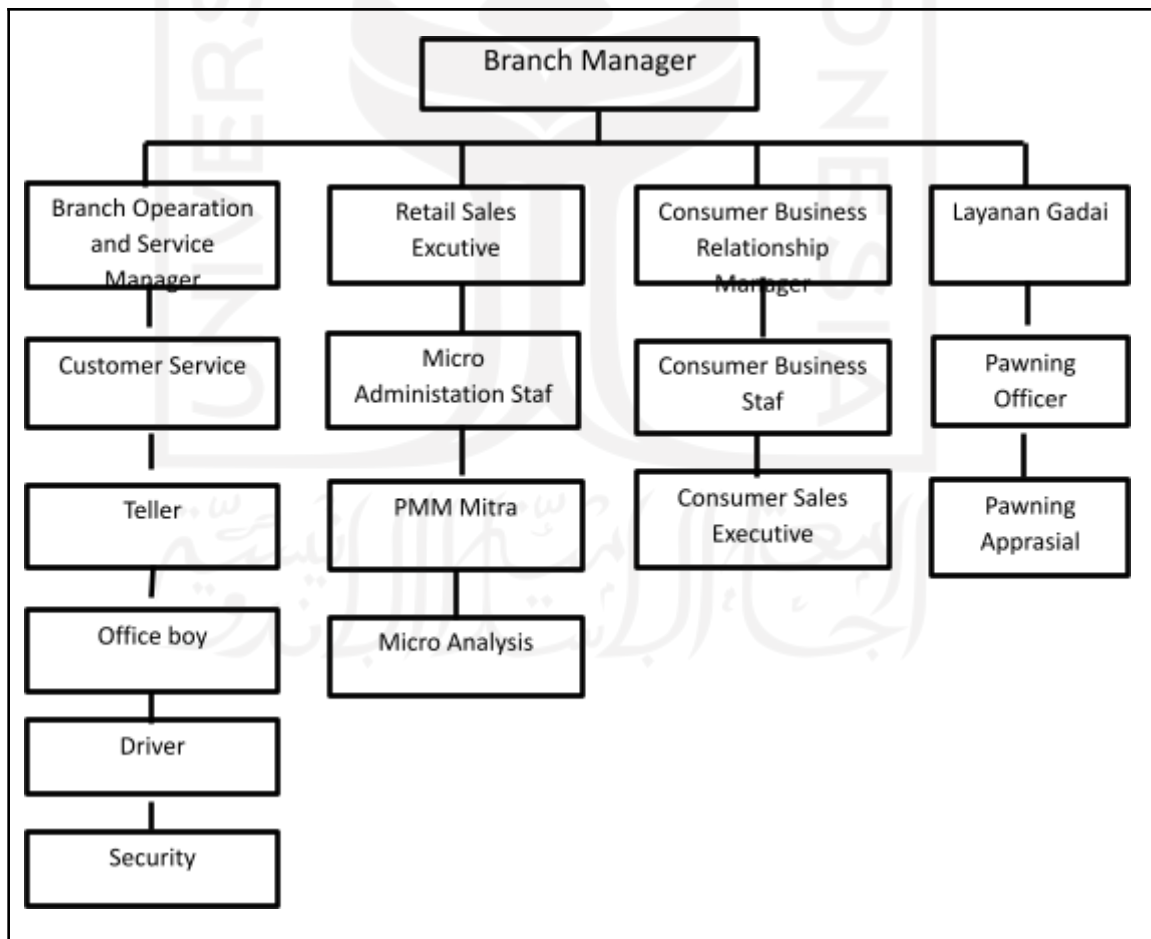 Branch Manager
Branch Opearation
and Service
Manager
Retail Sales
Excutive
Consumer Business
Relationship
Manager
Layanan Gadai
Customer Service
Micro
Administation Staf
Consumer Business
Staf
Pawning
Officer
Teller
PMM Mitra
Consumer Sales
Executive
Pawning
Apprasial
Office boy
Micro Analysis
Driver
Security